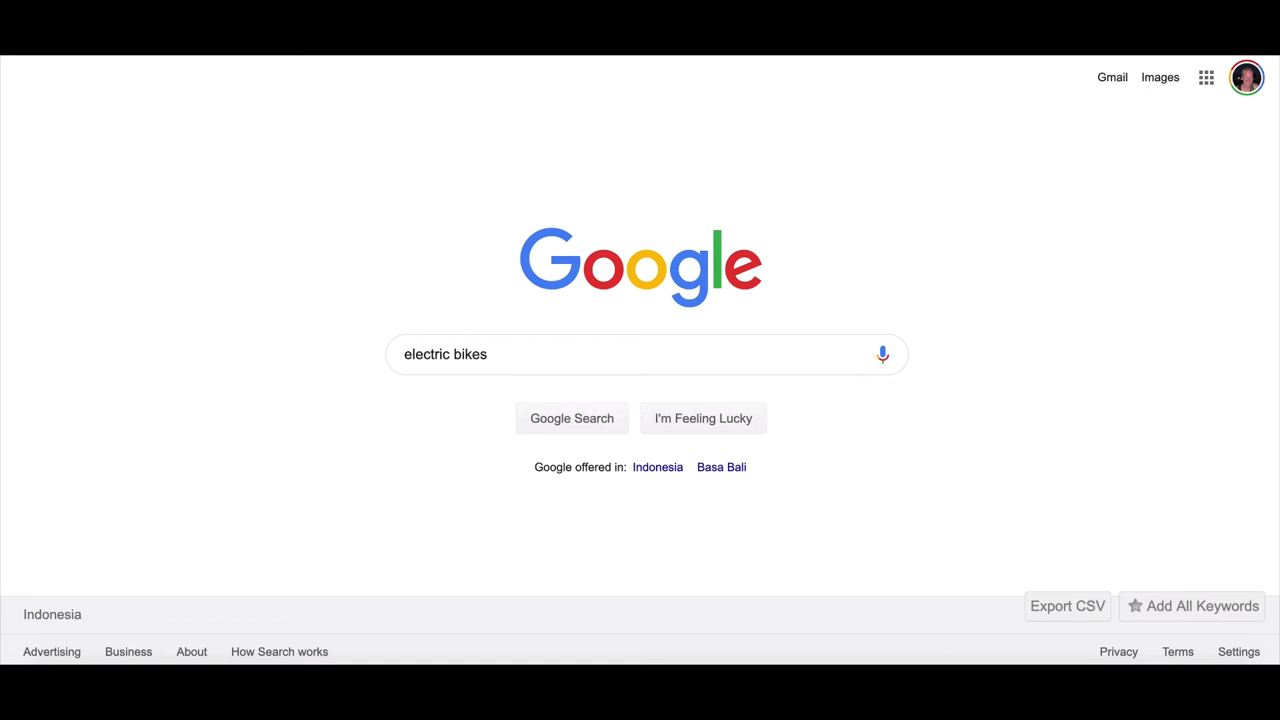 Gmail Images
Google
electric bikes
Google Search I'm Feeling Lucky
Google offered in: Indonesia Basa Bali
Indonesia
Export CSV Add All Keywords
Advertising Business About How Search works
Privacy Terms Settings